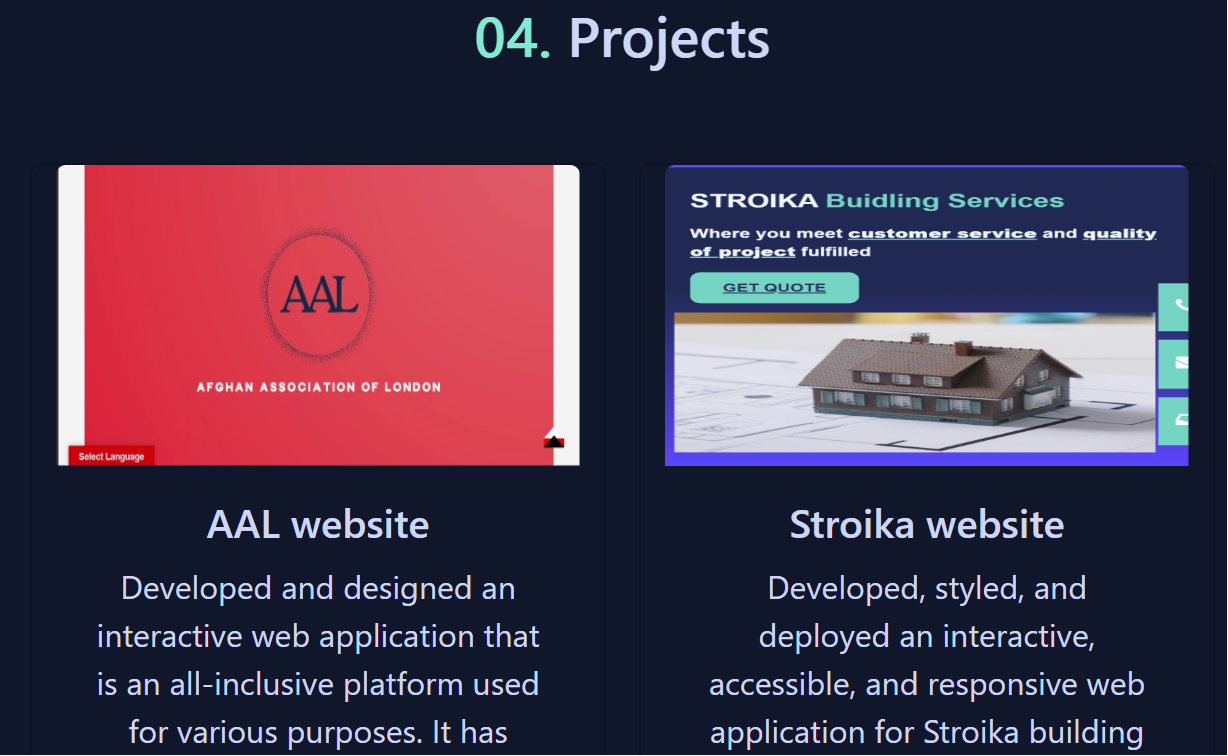 04. Projects
AAL
AFGHAN ASSOCIATION OF LONDON
Select Language
STROIKA Buidling Services
Where you meet customer service and quality
of project fulfilled
GET QUOTE
AAL website
Developed and designed an
interactive web application that
is an all-inclusive platform used
for various purposes. It has
Stroika website
Developed, styled, and
deployed an interactive,
accessible, and responsive web
application for Stroika building